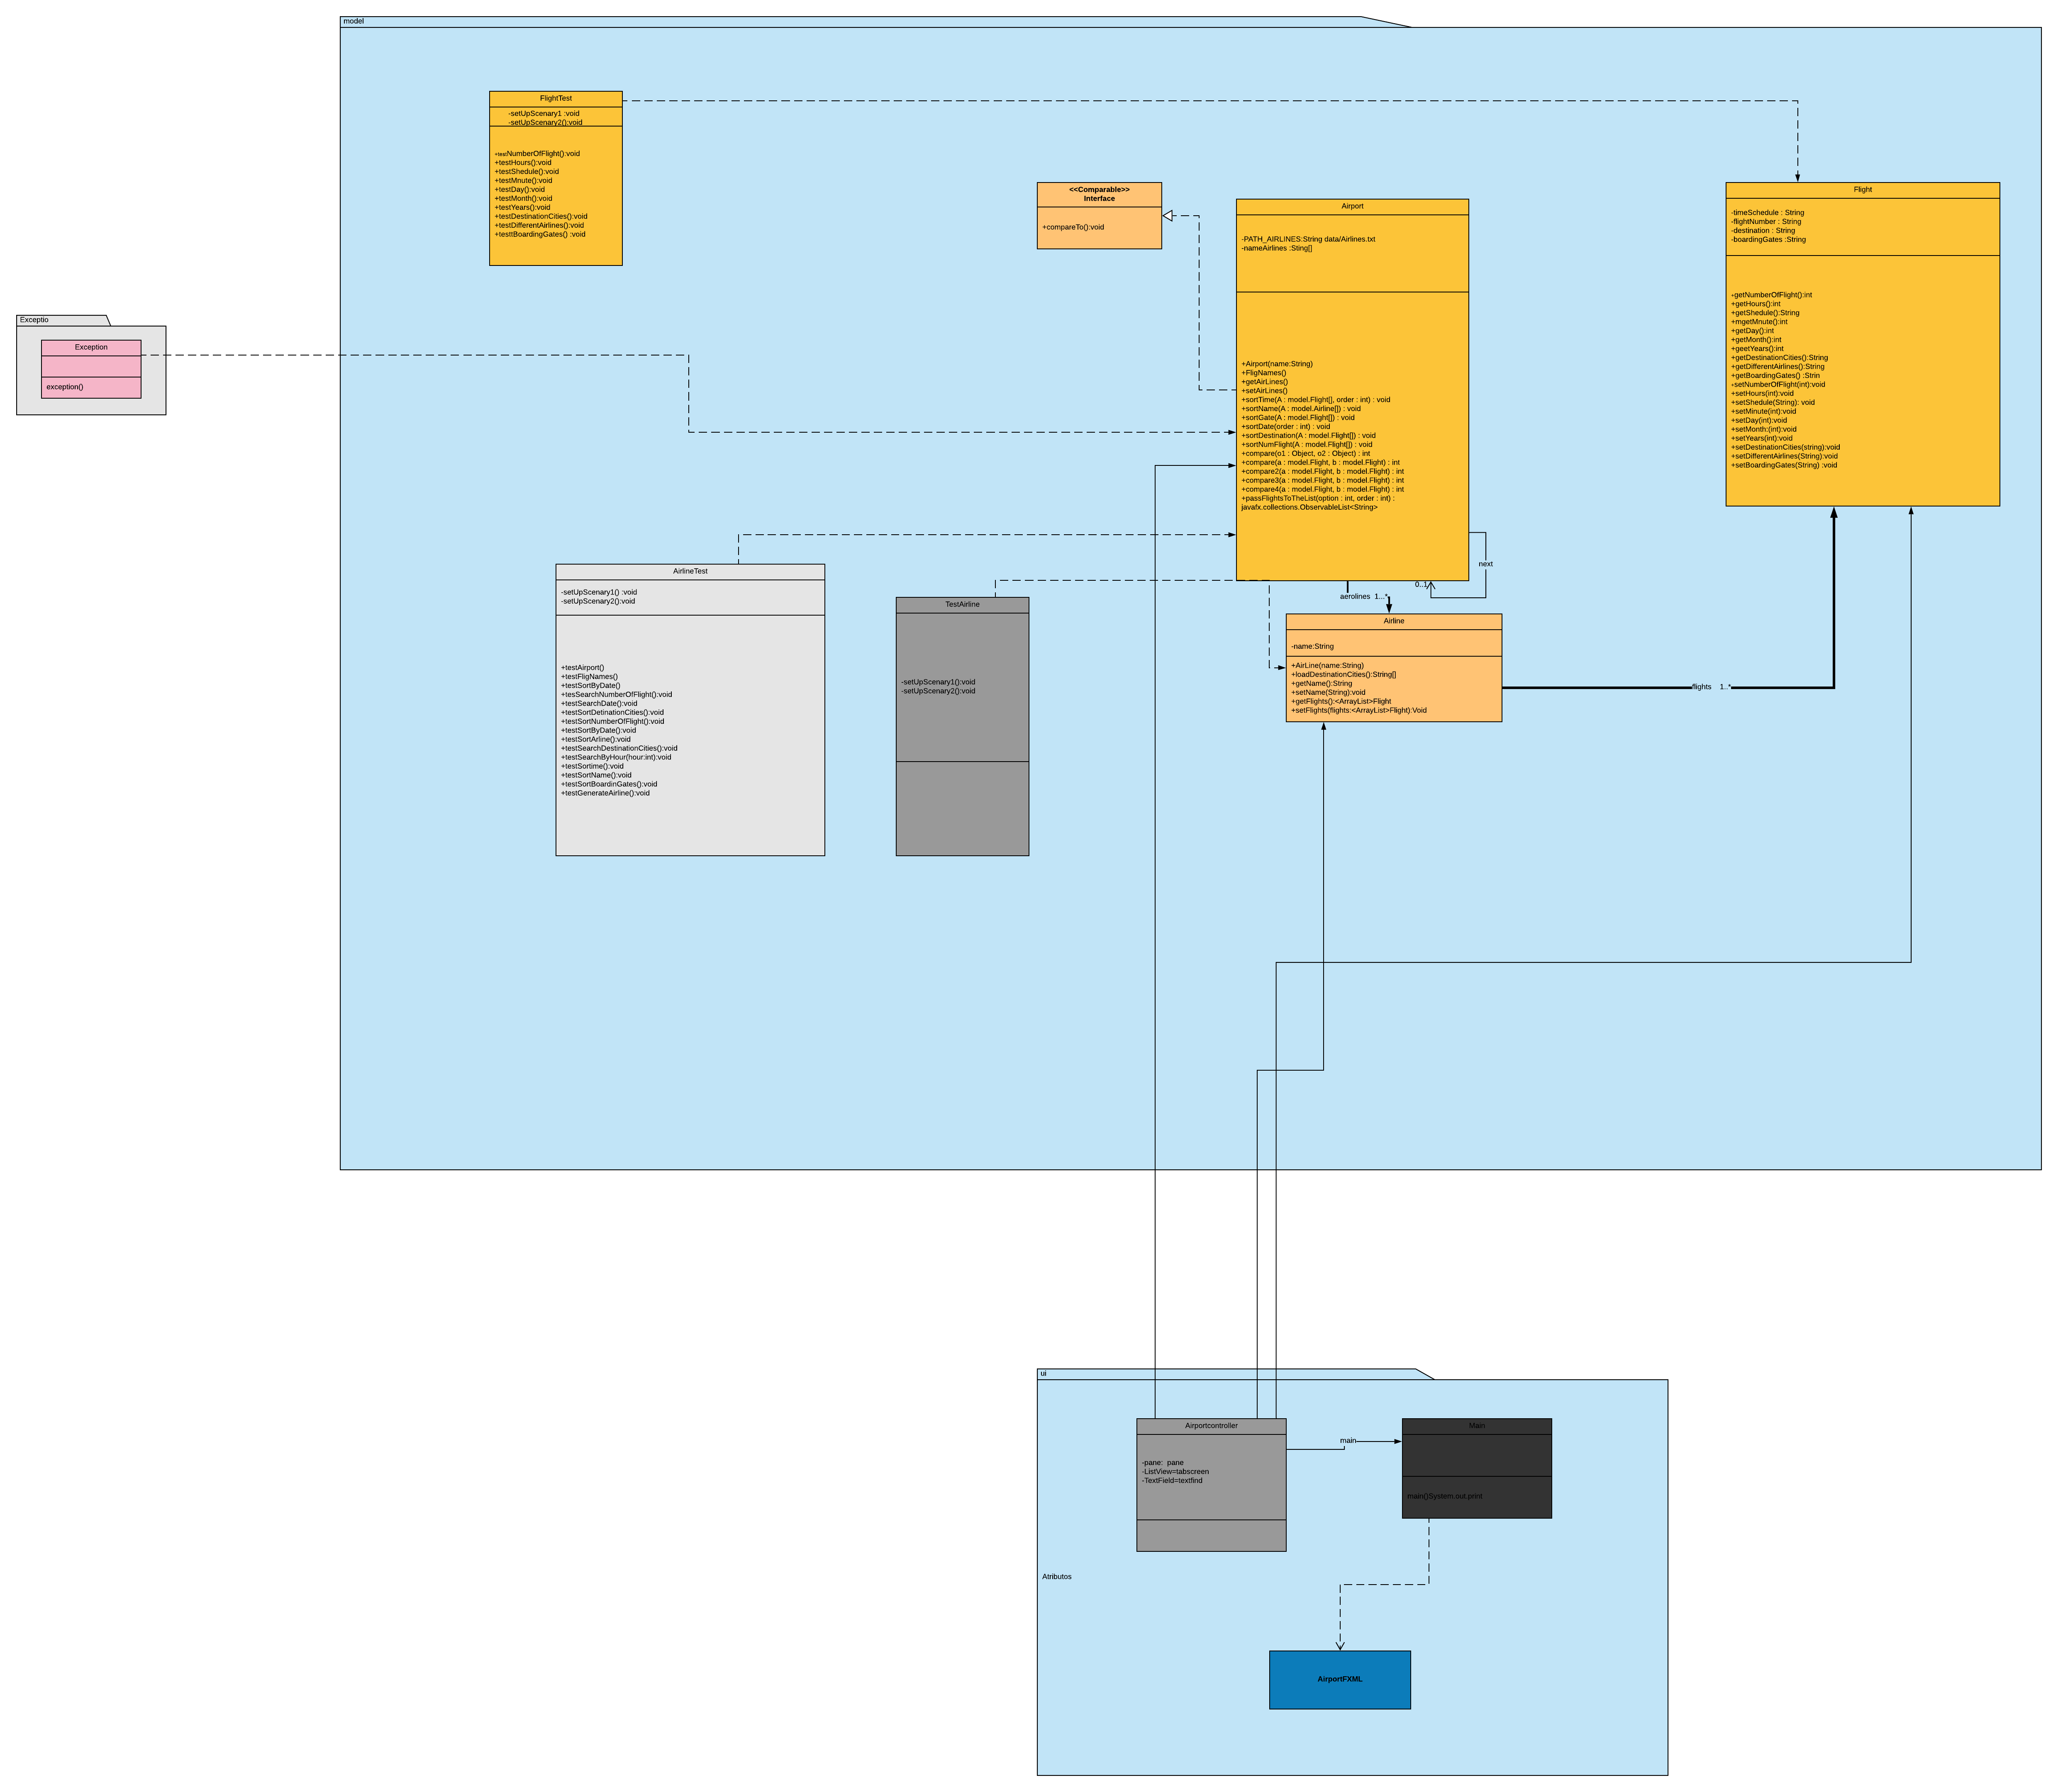 model
FlightTest
-setUpScenary1 :void
-setUpScenary2():void
+testNumberOfFlight():void
+testHours():void
+testShedule():void
+testMnute():void
+testDay():void
+testMonth():void
+testYears():void
+testDestinationCities():void
+testDifferentAirlines():void
+testtBoardingGates() :void
<<Comparable>>
Interface
+compareTo():void
Airport
-PATH_AIRLINES:String data/Airlines.txt
-nameAirlines :Sting[]
+Airport(name:String)
+FligNames()
+getAirLines()
+setAirLines()
+sortTime(A : model.Flight[], order : int) : void
+sortName(A : model.Airline[]) : void
+sortGate(A : model.Flight[]) : void
+sortDate(order : int) : void
+sortDestination(A : model.Flight[]) : void
+sortNumFlight(A : model.Flight[]) : void
+compare(o1 : Object, o2 : Object) : int
+compare(a : model.Flight, b : model.Flight) : int
+compare2(a : model.Flight, b : model.Flight) : int
+compare3(a : model.Flight, b : model.Flight) : int
+compare4(a : model.Flight, b : model.Flight) : int
+passFlightsToTheList(option : int, order : int) :
javafx.collections.ObservableList<String>
Flight
-timeSchedule : String
-flightNumber : String
-destination : String
-boardingGates :String
+getNumberOfFlight():int
+getHours():int
+getShedule():String
+mgetMnute():int
+getDay():int
+getMonth():int
+geetYears():int
+getDestinationCities():String
+getDifferentAirlines():String
+getBoardingGates() :Strin
+setNumberOfFlight(int):void
+setHours(int):void
+setShedule(String): void
+setMinute(int):void
+setDay(int):void
+setMonth:(int):void
+setYears(int):void
+setDestinationCities(string):void
+setDifferentAirlines(String):void
+setBoardingGates(String) :void
Exceptio
Exception
exception()
next
0..1
aerolines 1...*
AirlineTest
-setUpScenary1() :void
-setUpScenary2():void
+testAirport()
+testFligNames()
+testSortByDate()
+tesSearchNumberOfFlight():void
+testSearchDate():void
+testSortDetinationCities():void
+testSortNumberOfFlight():void
+testSortByDate():void
+testSortArline():void
+testSearchDestinationCities():void
+testSearchByHour(hour:int):void
+testSortime():void
+testSortName():void
+testSortBoardinGates():void
+testGenerateAirline():void
TestAirline
-setUpScenary1():void
-setUpScenary2():void
Airline
-name:String
+AirLine(name:String)
+loadDestinationCities():String[]
+getName():String
+setName(String):void
+getFlights():<ArrayList>Flight
+setFlights(flights:<ArrayList>Flight):Void
flights 1..*
ui
Airportcontroller
-pane: pane
-ListView=tabscreen
-TextField=textfind
main
Main
main()System.out.print
Atributos
AirportFXML